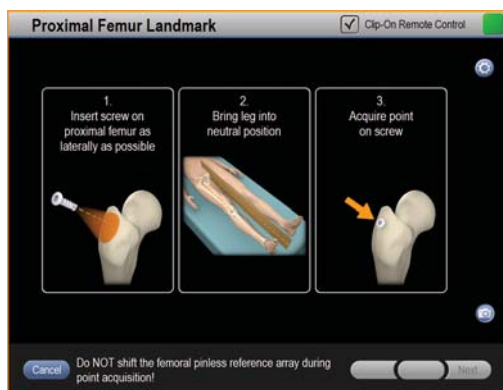 Proximal Femur Landmark
Clip-On Remote Control
1.
Insert screw on
proximal femur as
laterally as possible
2.
Bring leg into
neutral position
3.
Acquire point
on screw
Cancel
Do NOT shift the femoral pinless reference array during
point acquisition!
Next